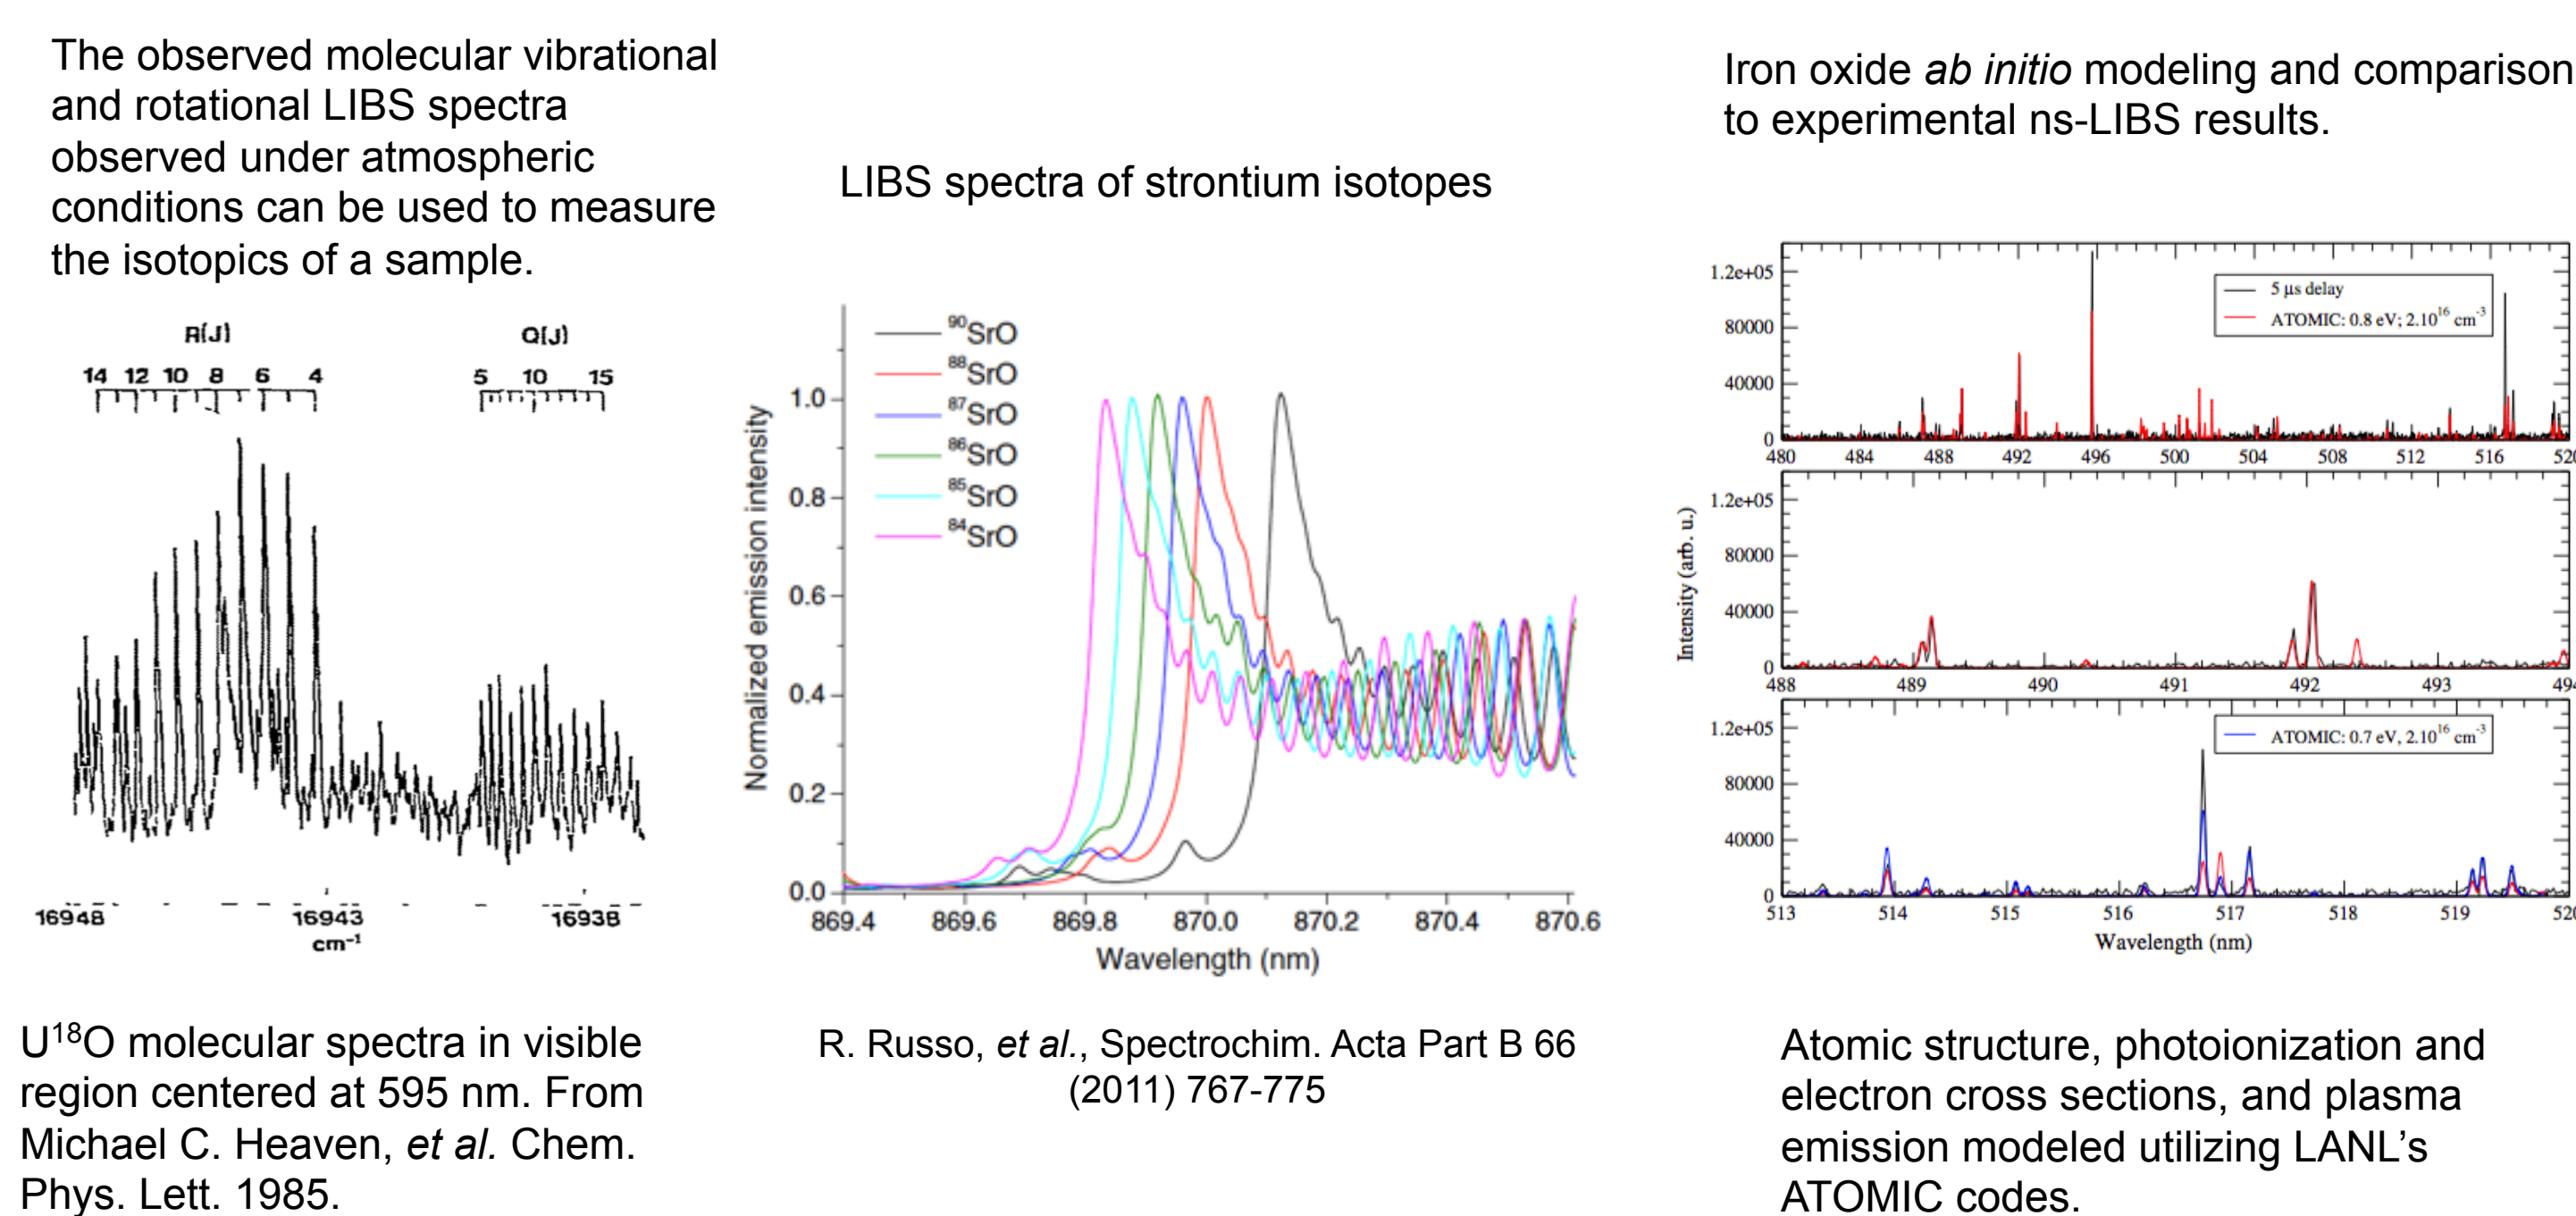 The observed molecular vibrational
and rotational LIBS spectra
observed under atmospheric
conditions can be used to measure
the isotopics of a sample.
R(J)
Q(J)
14 12 10 8 6 4
5 10 15
16948 16943 16938
cm⁻¹
U¹⁸O molecular spectra in visible
region centered at 595 nm. From
Michael C. Heaven, et al. Chem.
Phys. Lett. 1985.
LIBS spectra of strontium isotopes
⁹⁰SrO
⁸⁸SrO
⁸⁷SrO
⁸⁶SrO
⁸⁵SrO
⁸⁴SrO
Normalized emission intensity
1.0
0.8
0.6
0.4
0.2
0.0
869.4 869.6 869.8 870.0 870.2 870.4 870.6
Wavelength (nm)
R. Russo, et al., Spectrochim. Acta Part B 66
(2011) 767-775
Iron oxide ab initio modeling and comparison
to experimental ns-LIBS results.
1.2e+05
80000
40000
0
5 μs delay
ATOMIC: 0.8 eV; 2.10¹⁶ cm⁻³
480 484 488 492 496 500 504 508 512 516
Intensity (arb. u.)
1.2e+05
80000
40000
0
488 489 490 491 492 493
1.2e+05
80000
40000
0
ATOMIC: 0.7 eV, 2.10¹⁶ cm⁻³
513 514 515 516 517 518 519
Wavelength (nm)
Atomic structure, photoionization and
electron cross sections, and plasma
emission modeled utilizing LANL’s
ATOMIC codes.